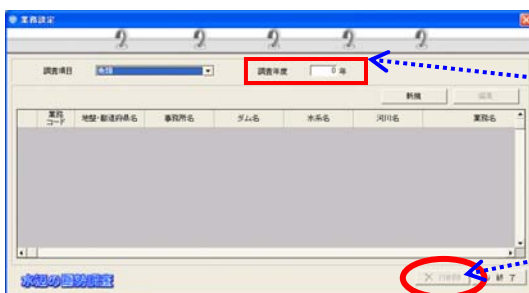 業務設定
調査項目 魚類 調査年度 0 年
新規 編集
業務コード 地整・都道府県名 事務所名 ダム名 水系名 河川名 業務名
水辺の国勢調査
行削除 終了